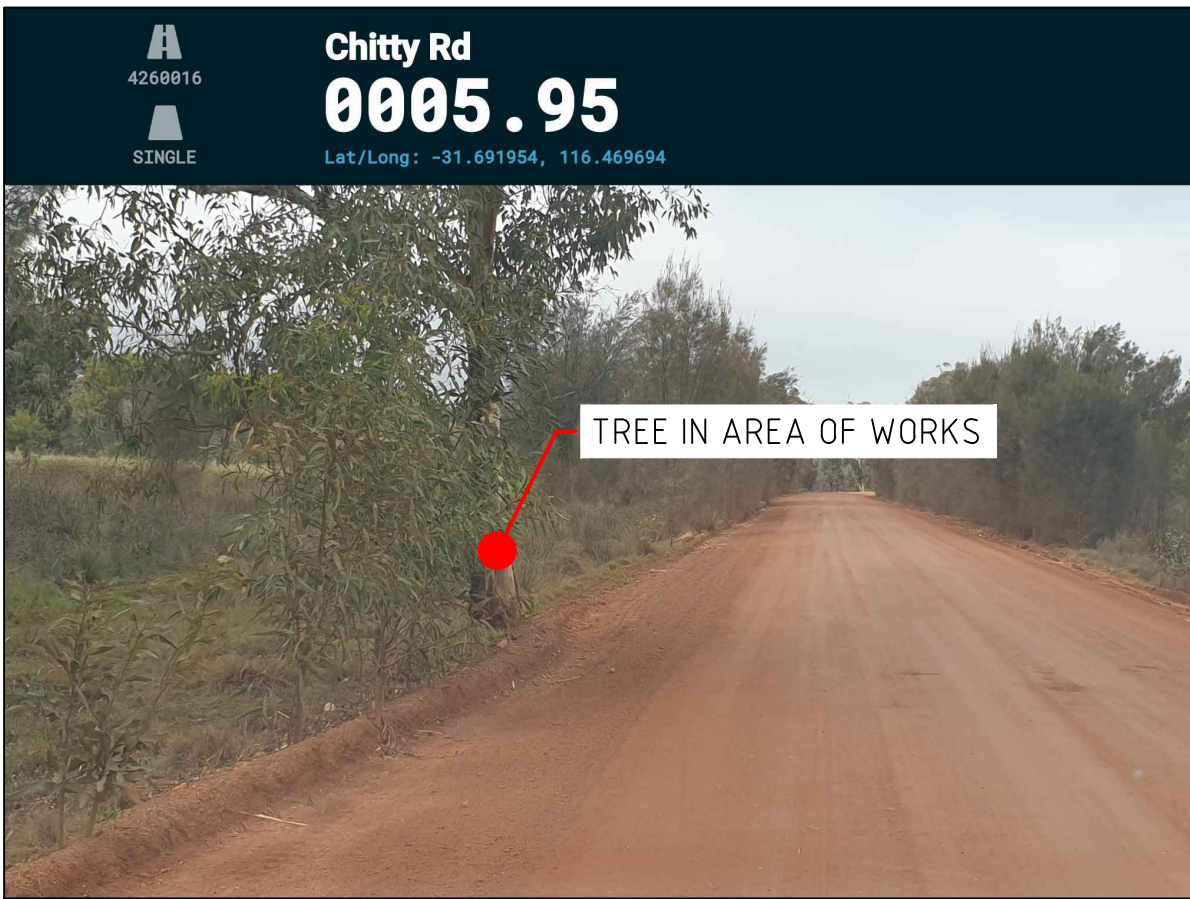 4260016
SINGLE
Chitty Rd
0005.95
Lat/Long: -31.691954, 116.469694
TREE IN AREA OF WORKS